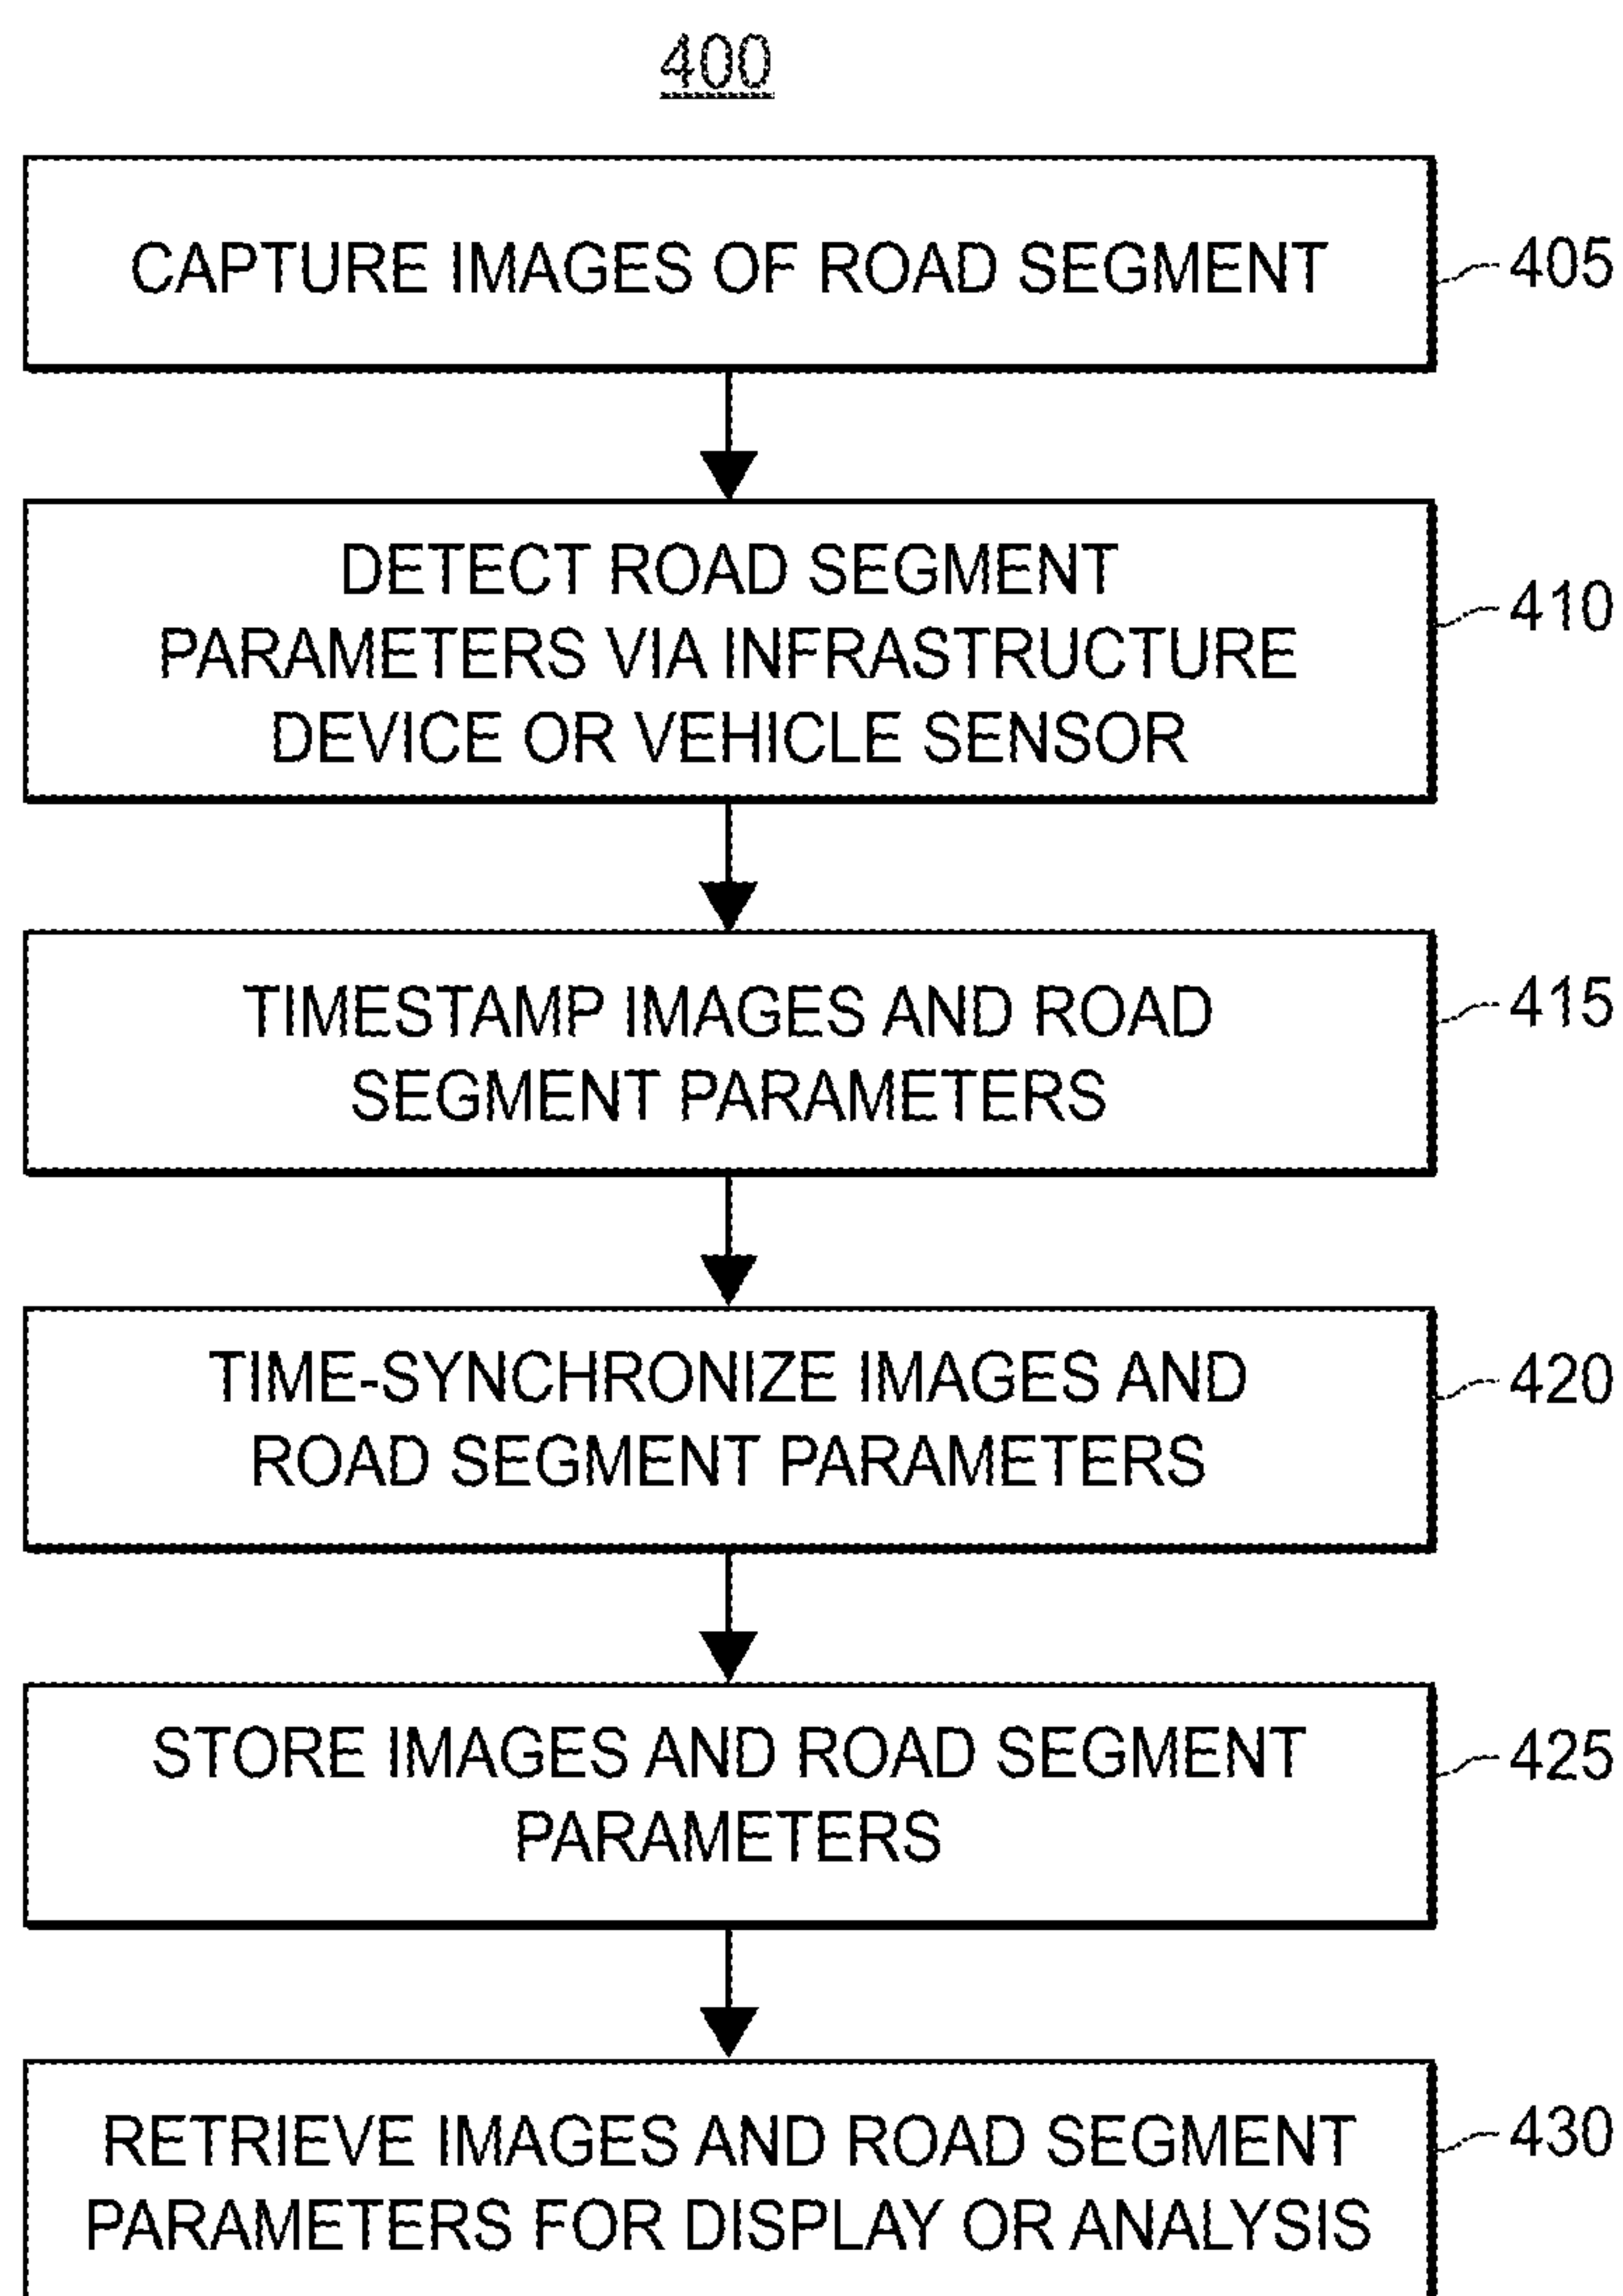 400
CAPTURE IMAGES OF ROAD SEGMENT
405
DETECT ROAD SEGMENT
PARAMETERS VIA INFRASTRUCTURE
DEVICE OR VEHICLE SENSOR
410
TIMESTAMP IMAGES AND ROAD
SEGMENT PARAMETERS
415
TIME-SYNCHRONIZE IMAGES AND
ROAD SEGMENT PARAMETERS
420
STORE IMAGES AND ROAD SEGMENT
PARAMETERS
425
RETRIEVE IMAGES AND ROAD SEGMENT
PARAMETERS FOR DISPLAY OR ANALYSIS
430